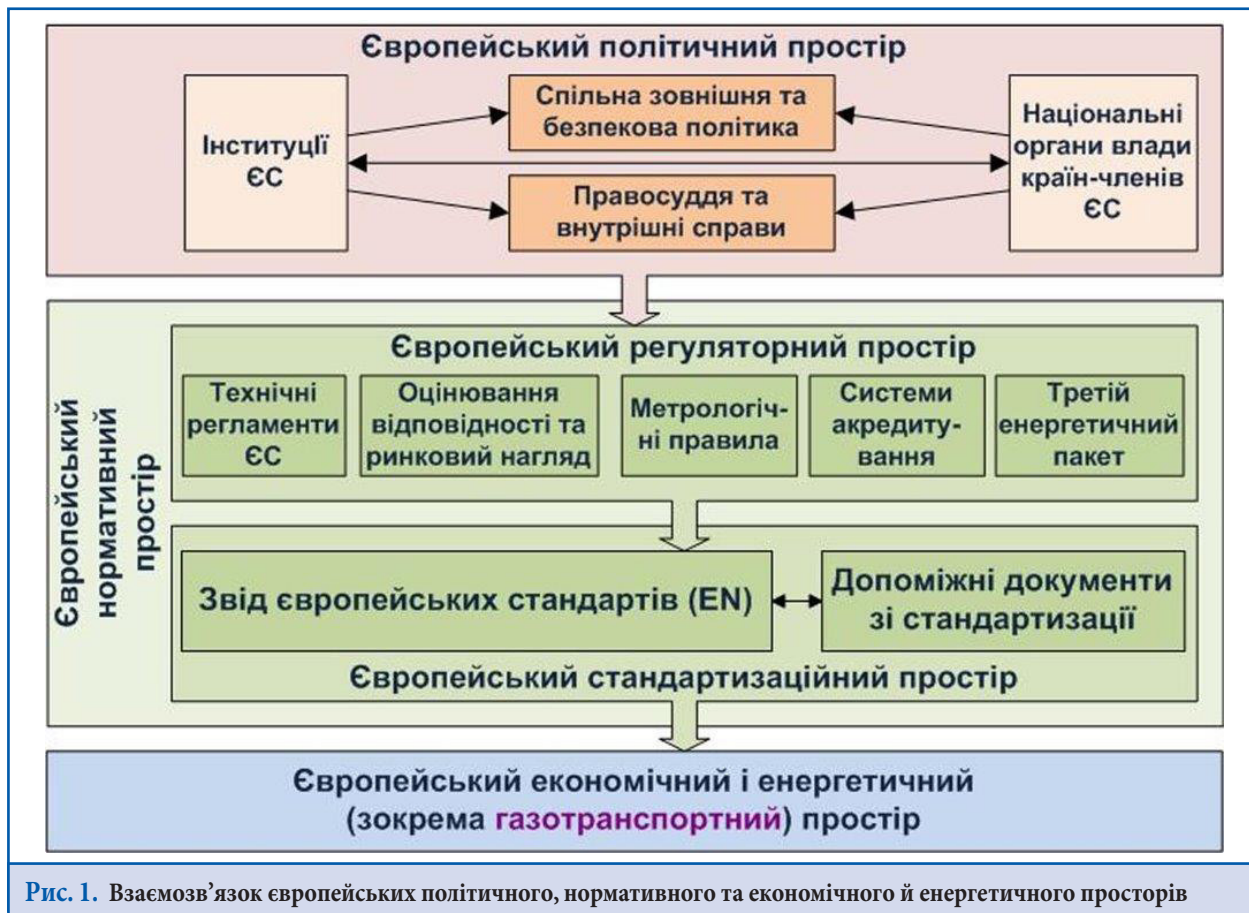 Європейський політичний простір
Інституції
ЄС
Спільна зовнішня та
безпекова політика
Правосуддя та
внутрішні справи
Національні
органи влади
країн-членів
ЄС
Європейський
нормативний
простір
Європейський регуляторний простір
Технічні
регламенти
ЄС
Оцінювання
відповідності та
ринковий нагляд
Метрологіч-
ні правила
Системи
акредиту-
вання
Третій
енергетичний
пакет
Звід європейських стандартів (EN)
Допоміжні документи
зі стандартизації
Європейський стандартизаційний простір
Європейський економічний і енергетичний
(зокрема газотранспортний) простір
Рис. 1. Взаємозв’язок європейських політичного, нормативного та економічного й енергетичного просторів